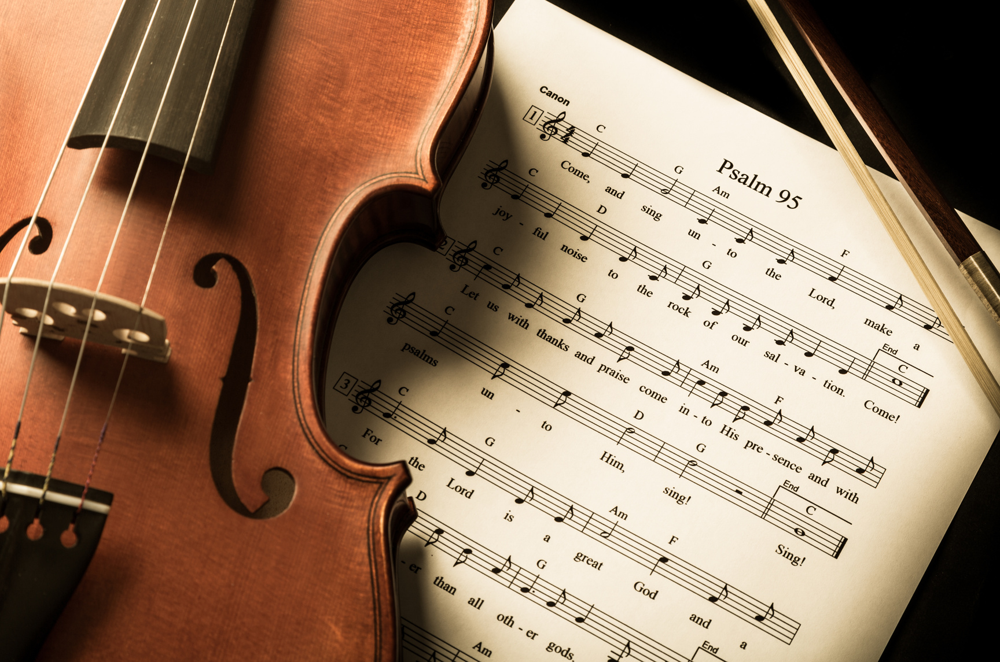 Psalm 95
Canon
1
C G Am F
Come, and sing un - to the Lord, make a
C D G End C
joy - ful noise to the rock of our sal - va - tion. Come!
2
C G Am F
Let us with thanks and praise come in - to His pre - sence and with
C D G End C
psalms un - to Him, sing! Sing!
3
C G Am F
For the Lord is a great God and a
D G End
- er than all oth - er gods.
Am